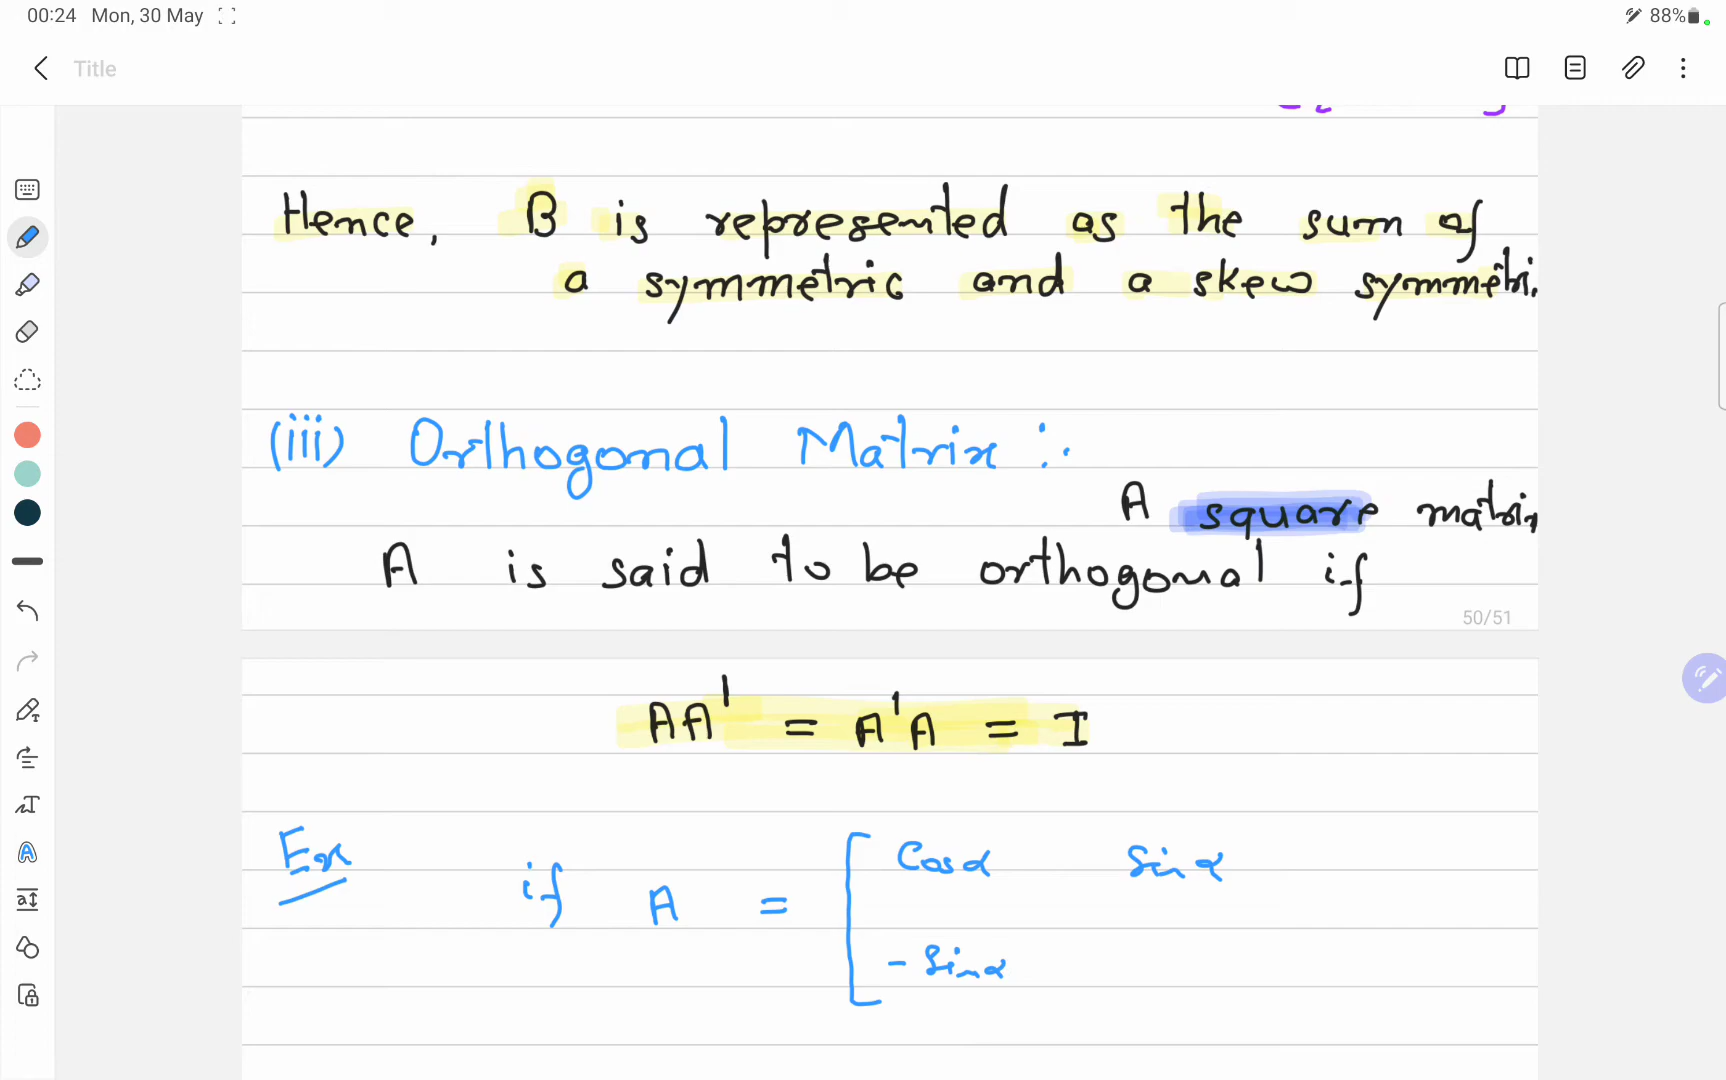 00:24 Mon, 30 May 88%
Title
Hence, B is represented as the sum of
a symmetric and a skew symmetri
(iii) Orthogonal Matrix :-
A square matrix
A is said to be orthogonal if
50/51
AA' = A'A = I
Ex if A = [ Cosα Sinα
- Sinα